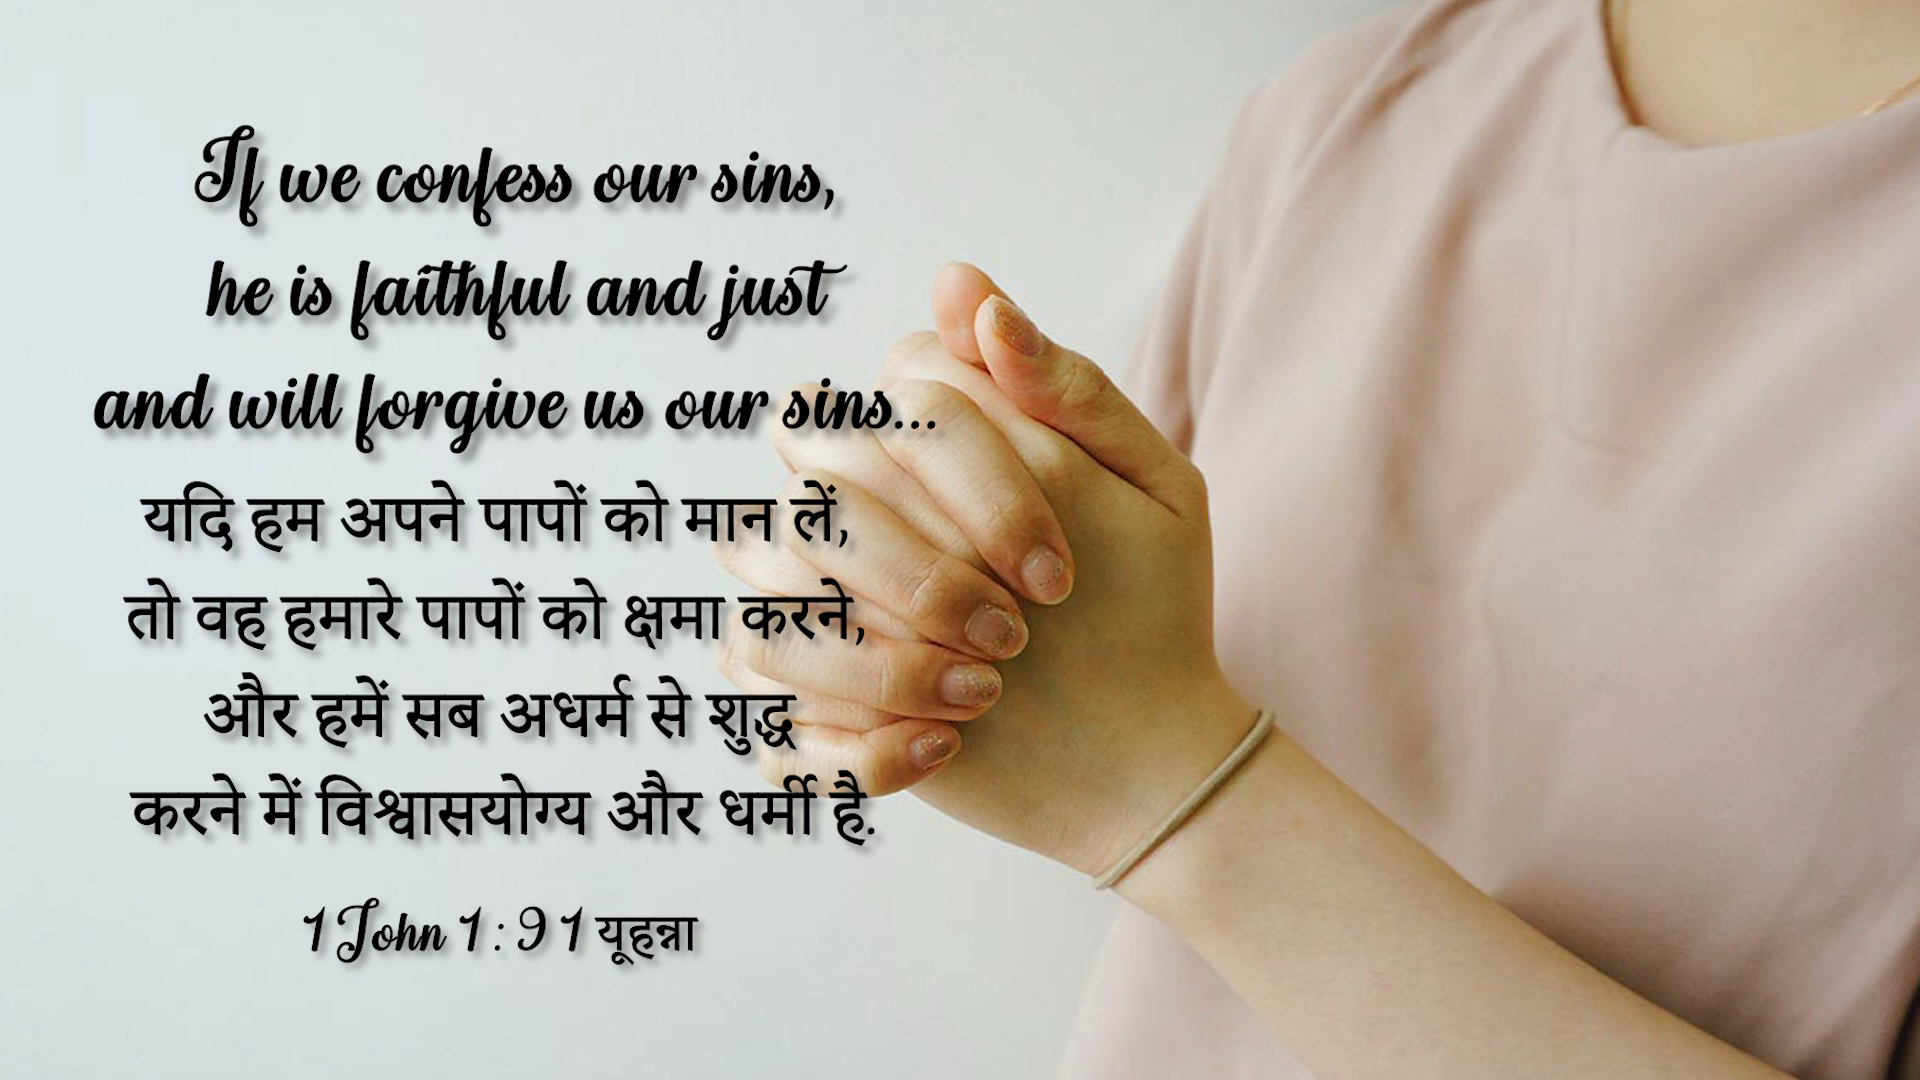 If we confess our sins,
he is faithful and just
and will forgive us our sins...
यदि हम अपने पापों को मान लें,
तो वह हमारे पापों को क्षमा करने,
और हमें सब अधर्म से शुद्ध
करने में विश्वासयोग्य और धर्मी है.
1 John 1 : 9 1 यूहन्ना